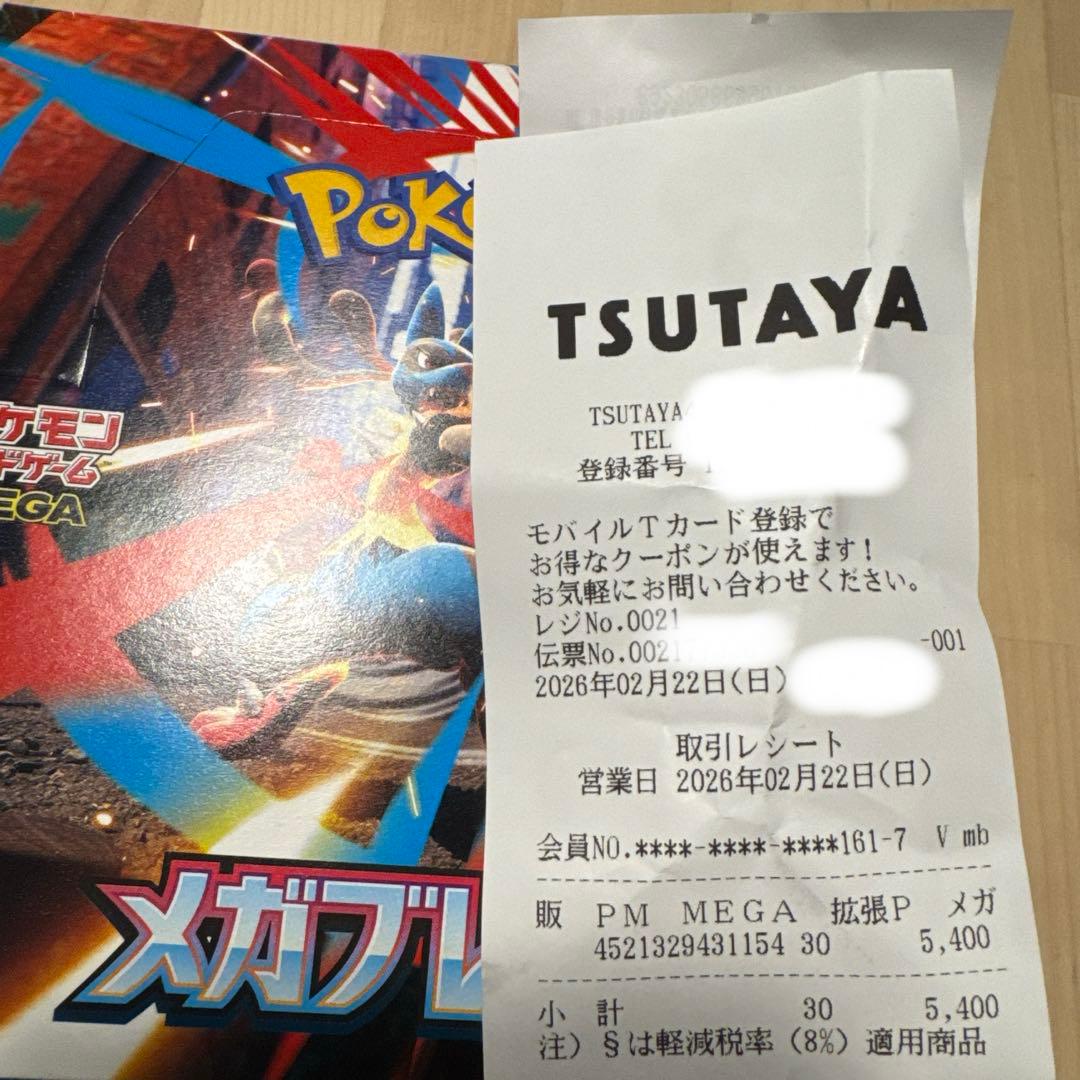 POKÉ
ケモン
ドゲーム
EGA
メガブレ
TSUTAYA
TSUTAYA
TEL
登録番号
モバイルTカード登録で
お得なクーポンが使えます!
お気軽にお問い合わせください。
レジNo.0021
伝票No.00217 -001
2026年02月22日(日)
取引レシート
営業日 2026年02月22日(日)
会員NO.****-****-****161-7 V mb
販 PM MEGA 拡張P メガ
4521329431154 30 5,400
小 計 30 5,400
注) §は軽減税率(8%)適用商品